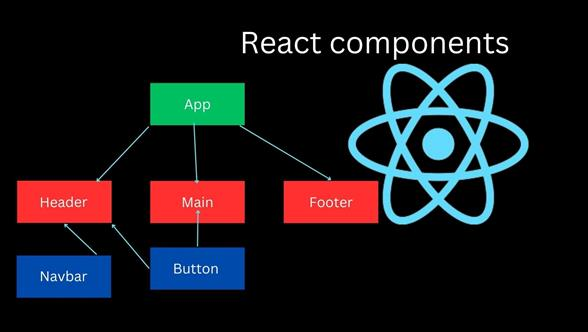 React components
App
Header
Main
Footer
Navbar
Button